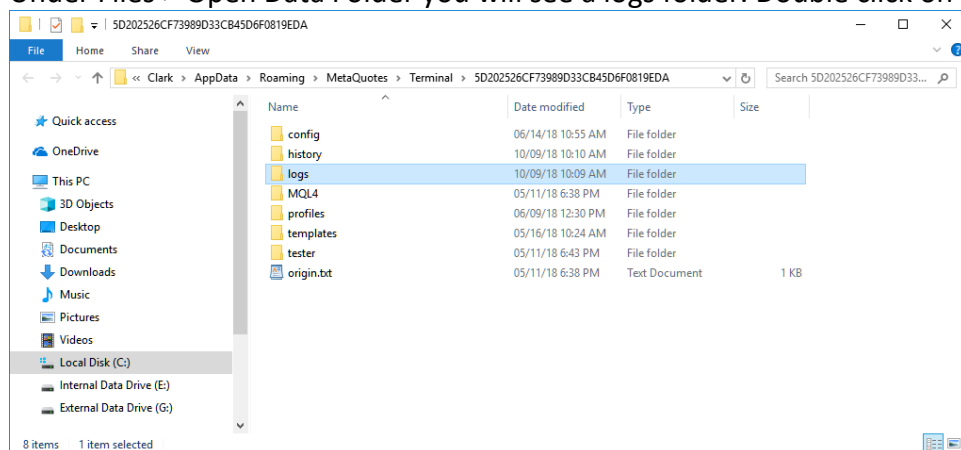 Under Files > Open Data Folder you will see a logs folder. Double click on
5D202526CF73989D33CB45D6F0819EDA
File Home Share View
« Clark > AppData > Roaming > MetaQuotes > Terminal > 5D202526CF73989D33CB45D6F0819EDA Search 5D202526CF73989D33...
Name Date modified Type Size
Quick access
OneDrive
This PC
3D Objects
Desktop
Documents
Downloads
Music
Pictures
Videos
Local Disk (C:)
Internal Data Drive (E:)
External Data Drive (G:)
config 06/14/18 10:55 AM File folder
history 10/09/18 10:10 AM File folder
logs 10/09/18 10:09 AM File folder
MQL4 05/11/18 6:38 PM File folder
profiles 06/09/18 12:30 PM File folder
templates 05/16/18 10:24 AM File folder
tester 05/11/18 6:43 PM File folder
origin.txt 05/11/18 6:38 PM Text Document 1 KB
8 items 1 item selected